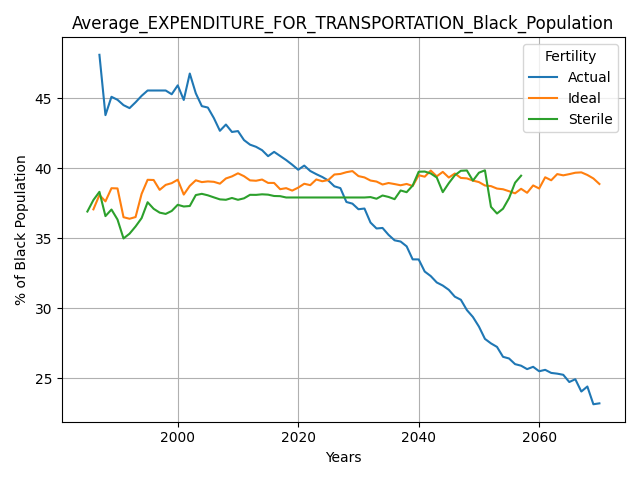 Average_EXPENDITURE_FOR_TRANSPORTATION_Black_Population
Fertility
Actual
Ideal
Sterile
% of Black Population
45
40
35
30
25
2000
2020
2040
2060
Years